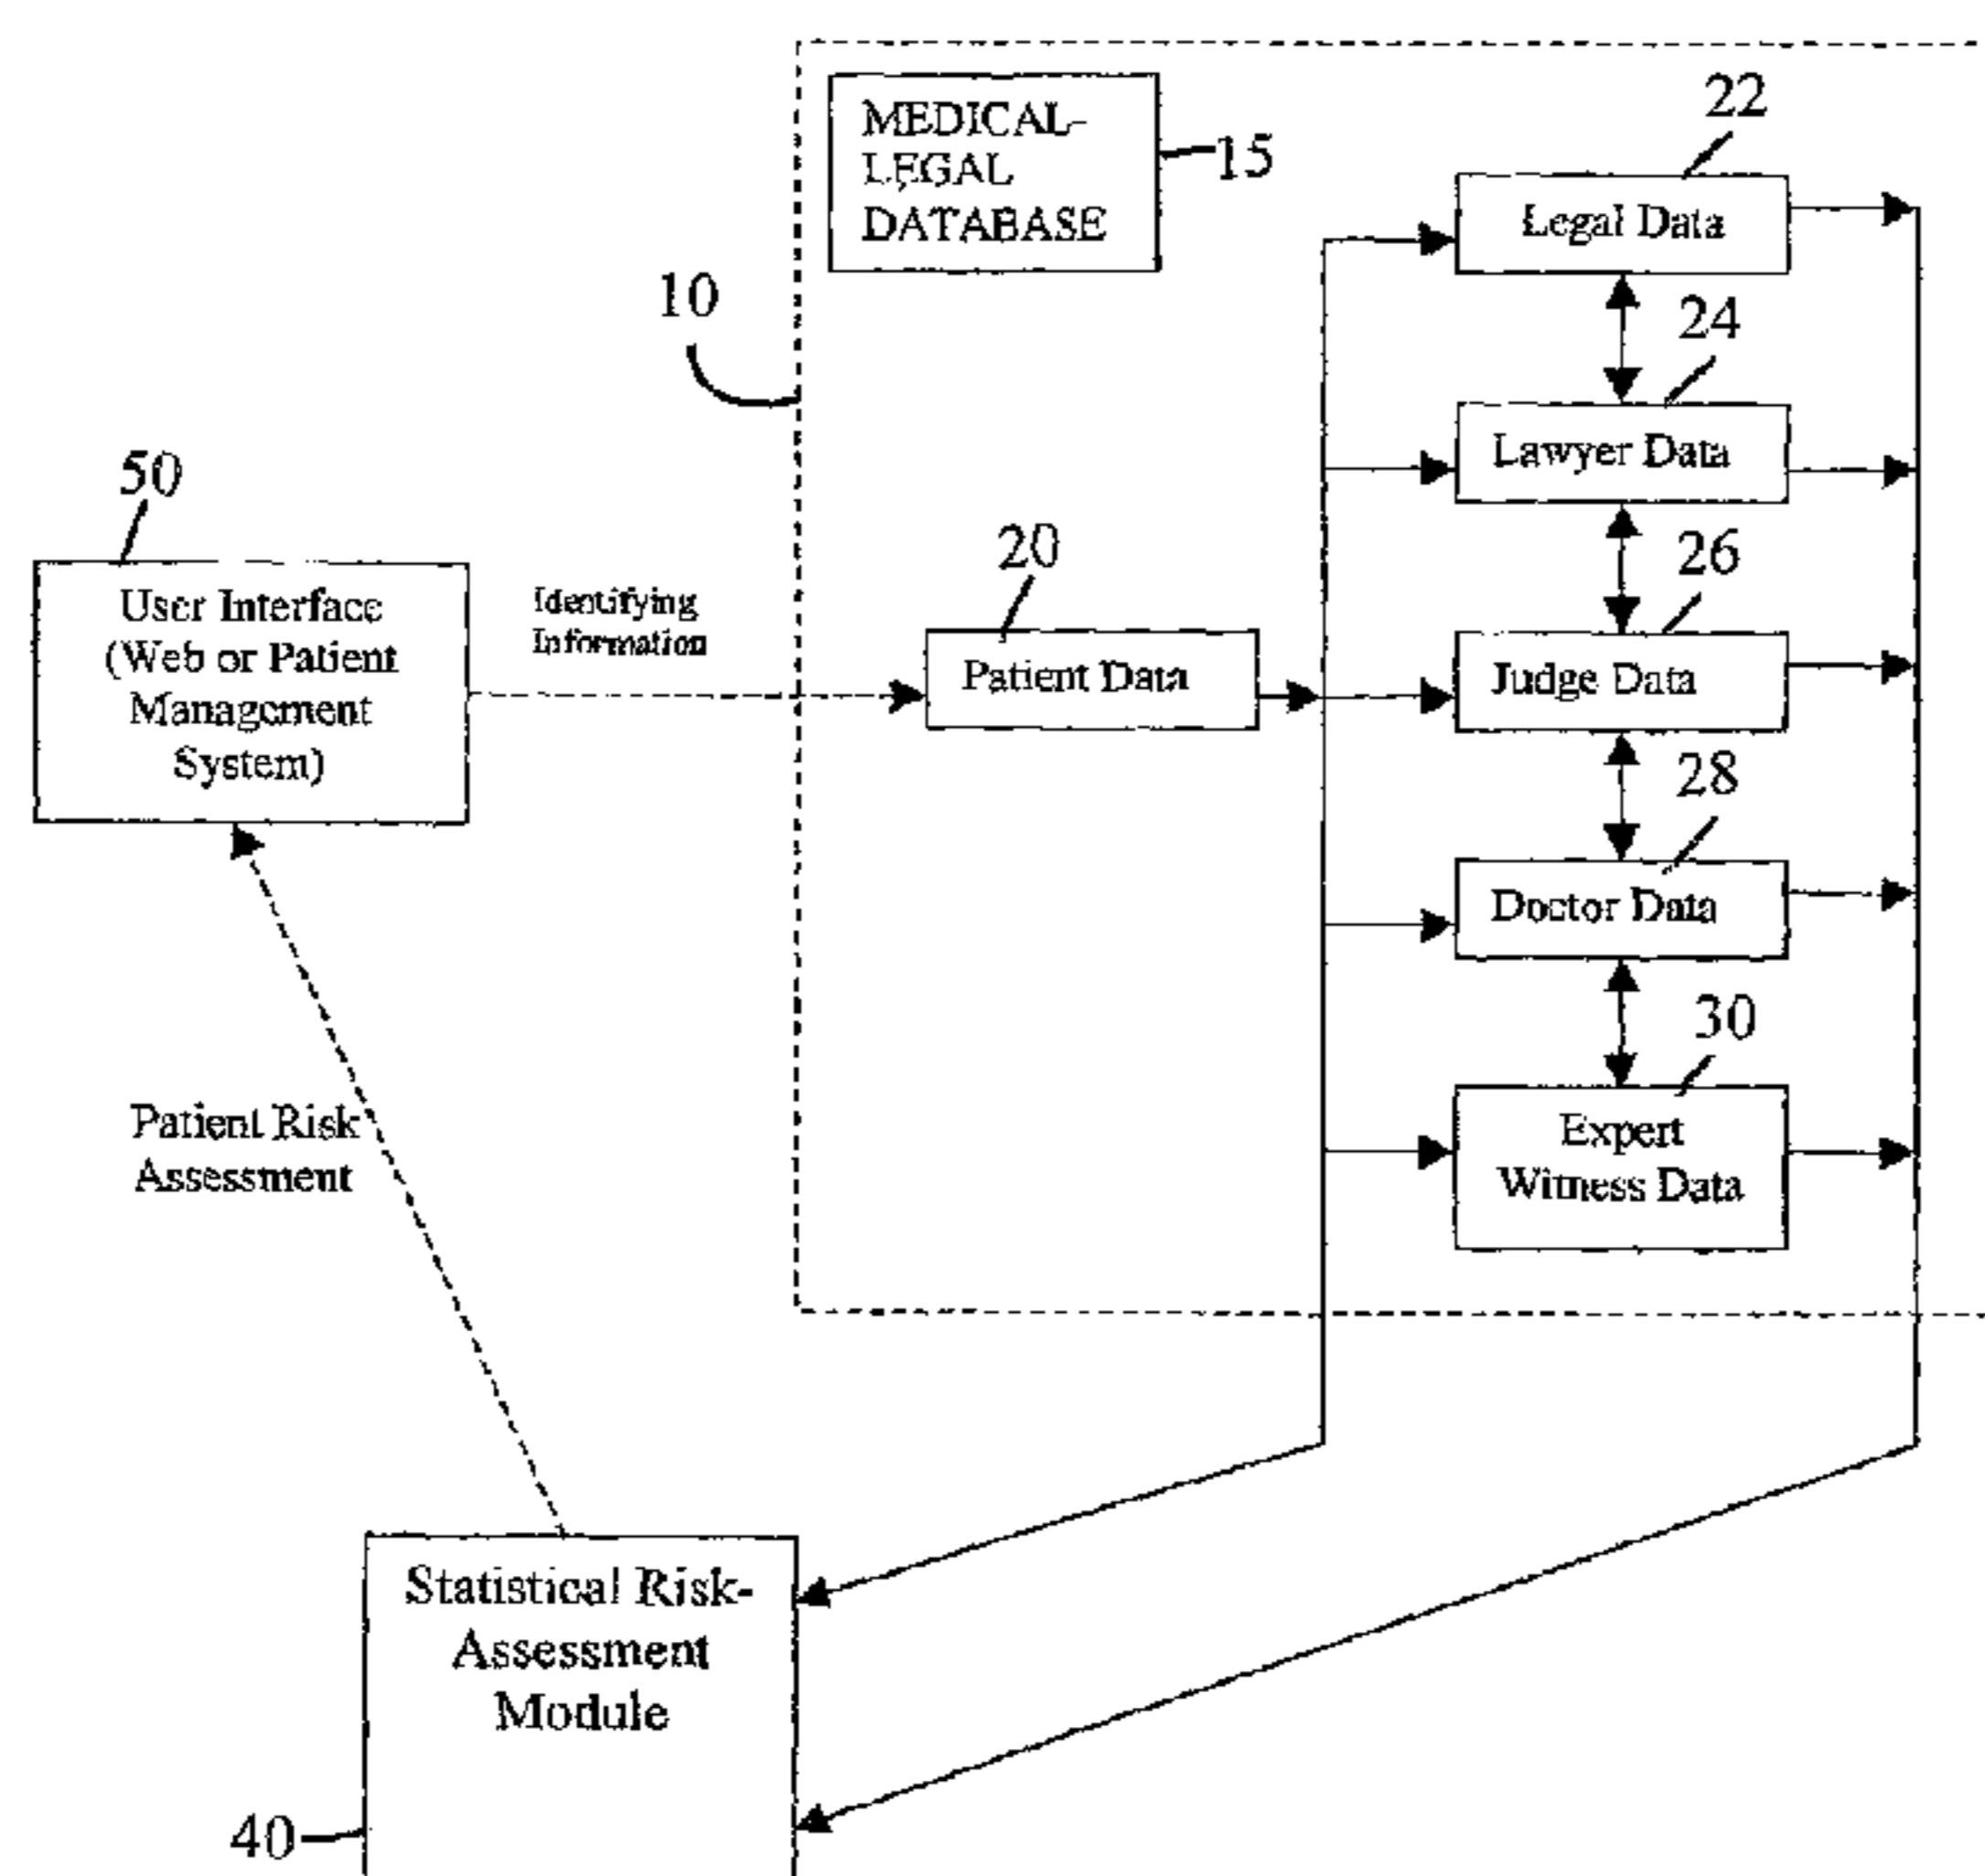 MEDICAL-
LEGAL
DATABASE
15
22
Legal Data
10
24
Lawyer Data
50
User Interface
(Web or Patient
Management
System)
Identifying
Information
20
Patient Data
26
Judge Data
28
Doctor Data
30
Expert
Witness Data
Patient Risk
Assessment
Statistical Risk-
Assessment
Module
40